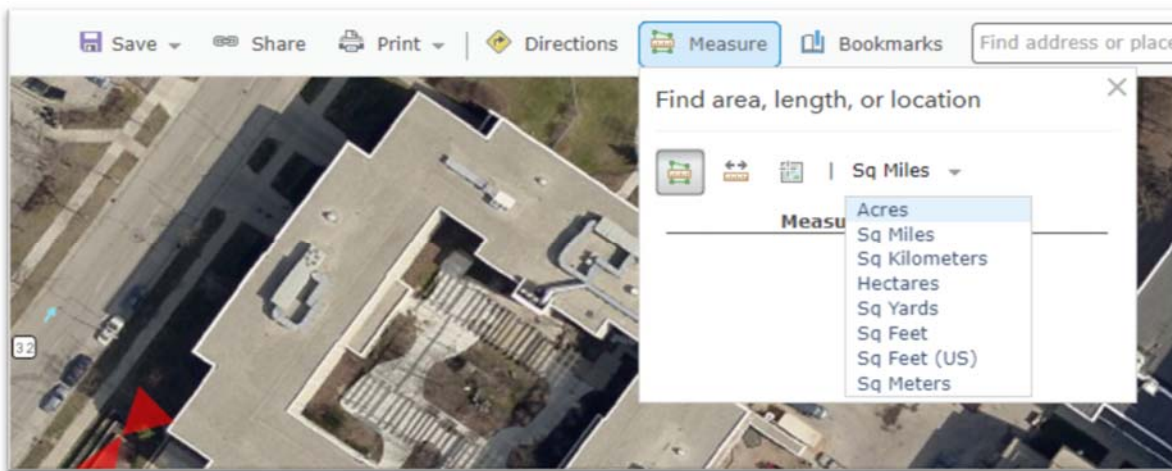 Save Share Print | Directions Measure Bookmarks Find address or place
Find area, length, or location
| Sq Miles
Acres
Measu
Sq Miles
Sq Kilometers
Hectares
Sq Yards
Sq Feet
Sq Feet (US)
Sq Meters
32